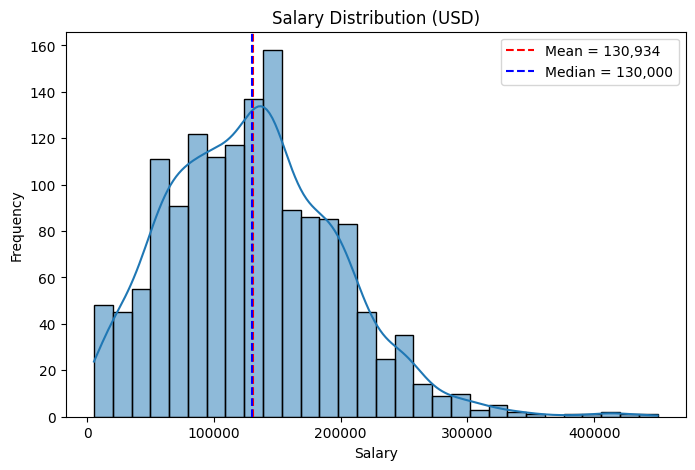 Salary Distribution (USD)
Mean = 130,934
Median = 130,000
160
140
120
100
80
60
40
20
0
Frequency
0 100000 200000 300000 400000
Salary